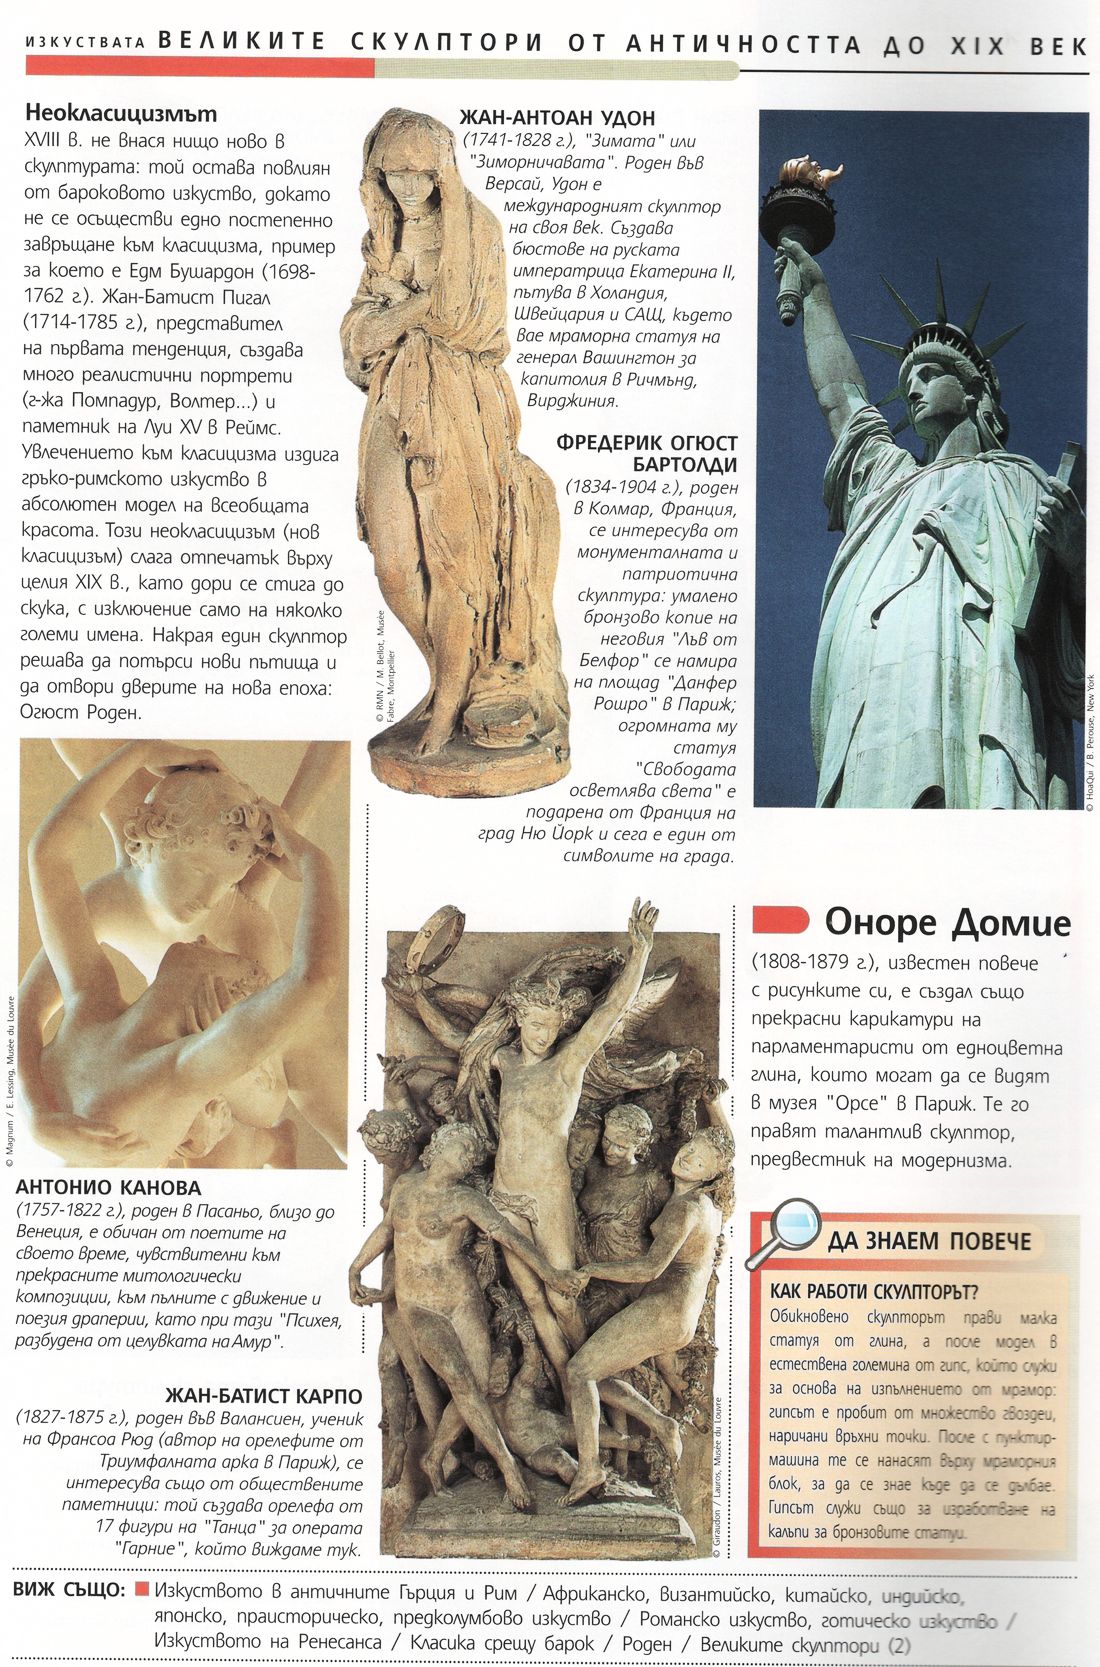 ИЗКУСТВАТА ВЕЛИКИТЕ СКУЛПТОРИ ОТ АНТИЧНОСТТА ДО XIX ВЕК
Неокласицизмът
XVIII в. не внася нищо ново в
скулптурата: той остава повлиян
от бароковото изкуство, докато
не се осъществи едно постепенно
завръщане към класицизма, пример
за което е Едм Бушардон (1698-
1762 г.). Жан-Батист Пигал
(1714-1785 г.), представител
на първата тенденция, създава
много реалистични портрети
(г-жа Помпадур, Волтер...) и
паметник на Луи XV в Реймс.
Увлечението към класицизма издига
гръко-римското изкуство в
абсолютен модел на всеобщата
красота. Този неокласицизъм (нов
класицизъм) слага отпечатък върху
целия XIX в., като дори се стига до
скука, с изключение само на няколко
големи имена. Накрая един скулптор
решава да потърси нови пътища и
да отвори дверите на нова епоха:
Огюст Роден.
ЖАН-АНТОАН УДОН
(1741-1828 г.), "Зимата" или
"Зиморничавата". Роден във
Версай, Удон е
международният скулптор
на своя век. Създава
бюстове на руската
императрица Екатерина II,
пътува в Холандия,
Швейцария и САЩ, където
вае мраморна статуя на
генерал Вашингтон за
капитолия в Ричмънд,
Вирджиния.
ФРЕДЕРИК ОГЮСТ
БАРТОЛДИ
(1834-1904 г.), роден
в Колмар, Франция,
се интересува от
монументалната и
патриотична
скулптура: умалено
бронзово копие на
неговия "Лъв от
Белфор" се намира
на площад "Данфер
Рошро" в Париж;
огромната му
статуя
"Свободата
осветлява света" е
подарена от Франция на
град Ню Йорк и сега е един от
символите на града.
© RMN / M. Bellot, Musée
Fabre, Montpellier
© HoaQui / B. Perouse, New York
© Magnum / E. Lessing, Musée du Louvre
АНТОНИО КАНОВА
(1757-1822 г.), роден в Пасаньо, близо до
Венеция, е обичан от поетите на
своето време, чувствителни към
прекрасните митологически
композиции, към пълните с движение и
поезия драперии, като при тази "Психея,
разбудена от целувката на Амур".
ЖАН-БАТИСТ КАРПО
(1827-1875 г.), роден във Валансиен, ученик
на Франсоа Рюд (автор на орелефите от
Триумфалната арка в Париж), се
интересува също от обществените
паметници: той създава орелефа от
17 фигури на "Танца" за операта
"Гарние", който виждаме тук.
© Giraudon / Lauros, Musée du Louvre
Оноре Домие
(1808-1879 г.), известен повече
с рисунките си, е създал също
прекрасни карикатури на
парламентаристи от едноцветна
глина, които могат да се видят
в музея "Орсе" в Париж. Те го
правят талантлив скулптор,
предвестник на модернизма.
ДА ЗНАЕМ ПОВЕЧЕ
КАК РАБОТИ СКУЛПТОРЪТ?
Обикновено скулпторът прави малка
статуя от глина, а после модел в
естествена големина от гипс, който служи
за основа на изпълнението от мрамор:
гипсът е пробит от множество гвоздеи,
наричани връхни точки. После с пунктир-
машина те се нанасят върху мраморния
блок, за да се знае къде да се дълбае.
Гипсът служи също за изработване на
калъпи за бронзовите статуи.
ВИЖ СЪЩО: Изкуството в античните Гърция и Рим / Африканско, византийско, китайско, индийско,
японско, праисторическо, предколумбово изкуство / Романско изкуство, готическо изкуство /
Изкуството на Ренесанса / Класика срещу барок / Роден / Великите скулптори (2)